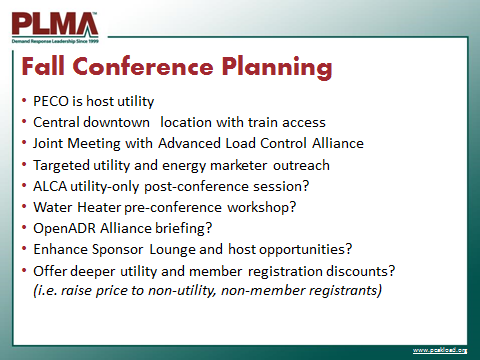 PLMA™
Demand Response Leadership Since 1999
Fall Conference Planning
• PECO is host utility
• Central downtown location with train access
• Joint Meeting with Advanced Load Control Alliance
• Targeted utility and energy marketer outreach
• ALCA utility-only post-conference session?
• Water Heater pre-conference workshop?
• OpenADR Alliance briefing?
• Enhance Sponsor Lounge and host opportunities?
• Offer deeper utility and member registration discounts?
(i.e. raise price to non-utility, non-member registrants)
www.peakload.org